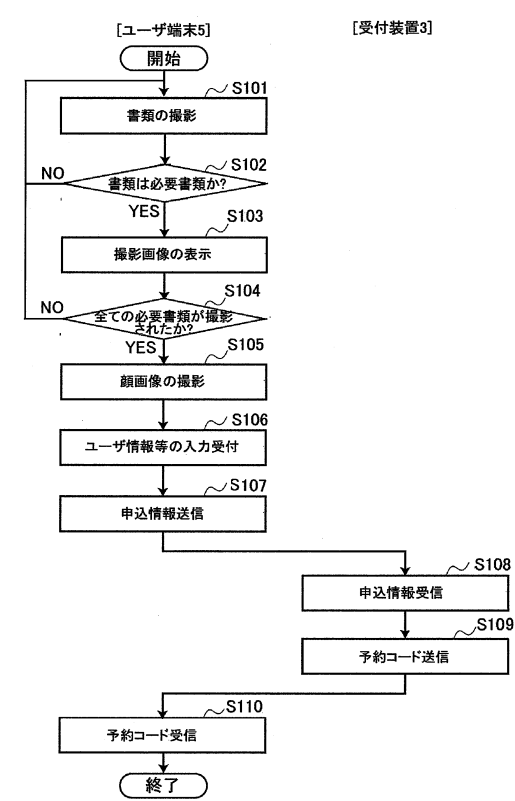 [ユーザ端末5]
[受付装置3]
開始
S101
書類の撮影
S102
書類は必要書類か?
NO
YES
S103
撮影画像の表示
S104
全ての必要書類が撮影
されたか?
NO
YES
S105
顔画像の撮影
S106
ユーザ情報等の入力受付
S107
申込情報送信
S108
申込情報受信
S109
予約コード送信
S110
予約コード受信
終了